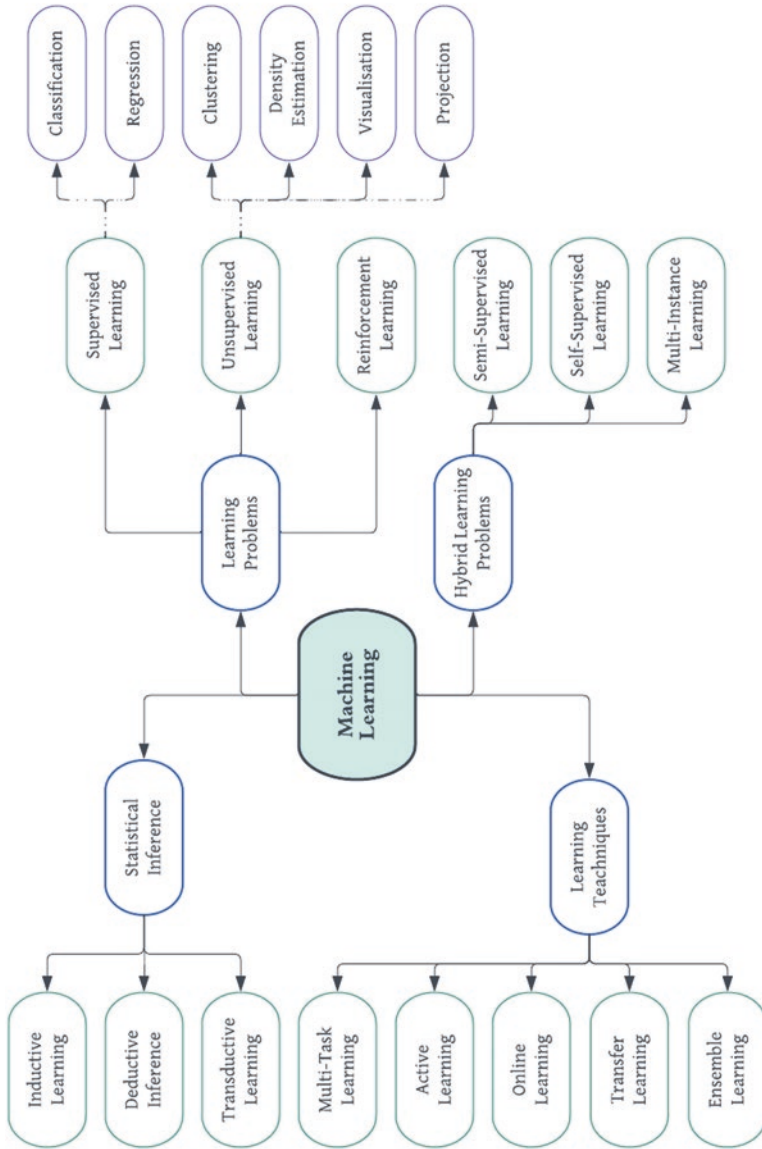 Ensemble
Learning
Transfer
Learning
Online
Learning
Active
Learning
Multi-Task
Learning
Transductive
Learning
Deductive
Inference
Inductive
Learning
Learning
Teachniques
Statistical
Inference
Machine
Learning
Hybrid Learning
Problems
Learning
Problems
Multi-Instance
Learning
Self-Supervised
Learning
Semi-Supervised
Learning
Reinforcement
Learning
Unsupervised
Learning
Supervised
Learning
Projection
Visualisation
Density
Estimation
Clustering
Regression
Classification